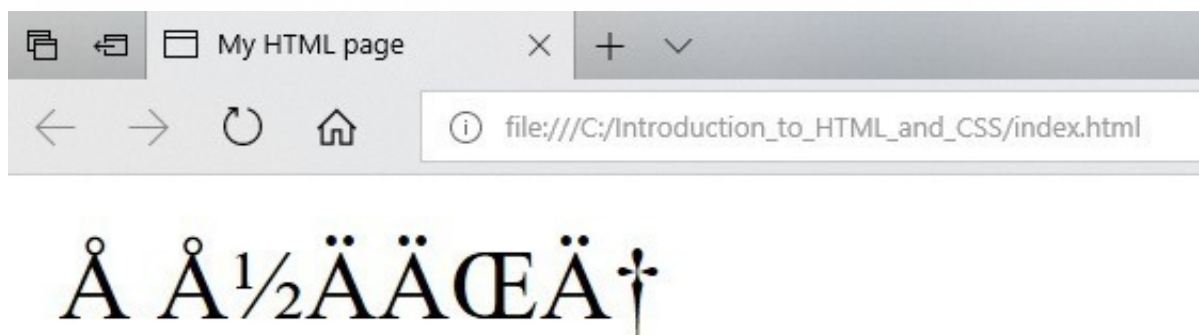 My HTML page
file:///C:/Introduction_to_HTML_and_CSS/index.html
Å Å½ÄÄŒÄ†